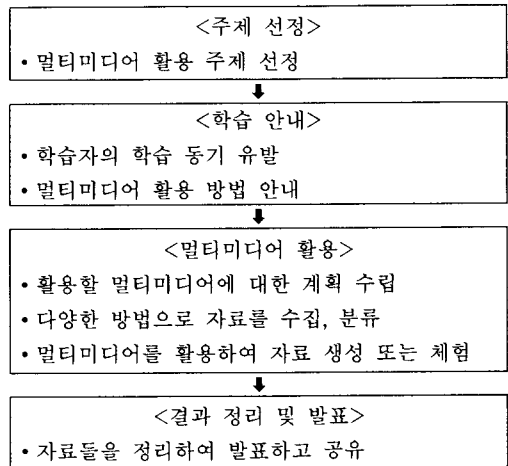 <주제 선정>
• 멀티미디어 활용 주제 선정
<학습 안내>
• 학습자의 학습 동기 유발
• 멀티미디어 활용 방법 안내
<멀티미디어 활용>
• 활용할 멀티미디어에 대한 계획 수립
• 다양한 방법으로 자료를 수집, 분류
• 멀티미디어를 활용하여 자료 생성 또는 체험
<결과 정리 및 발표>
• 자료들을 정리하여 발표하고 공유